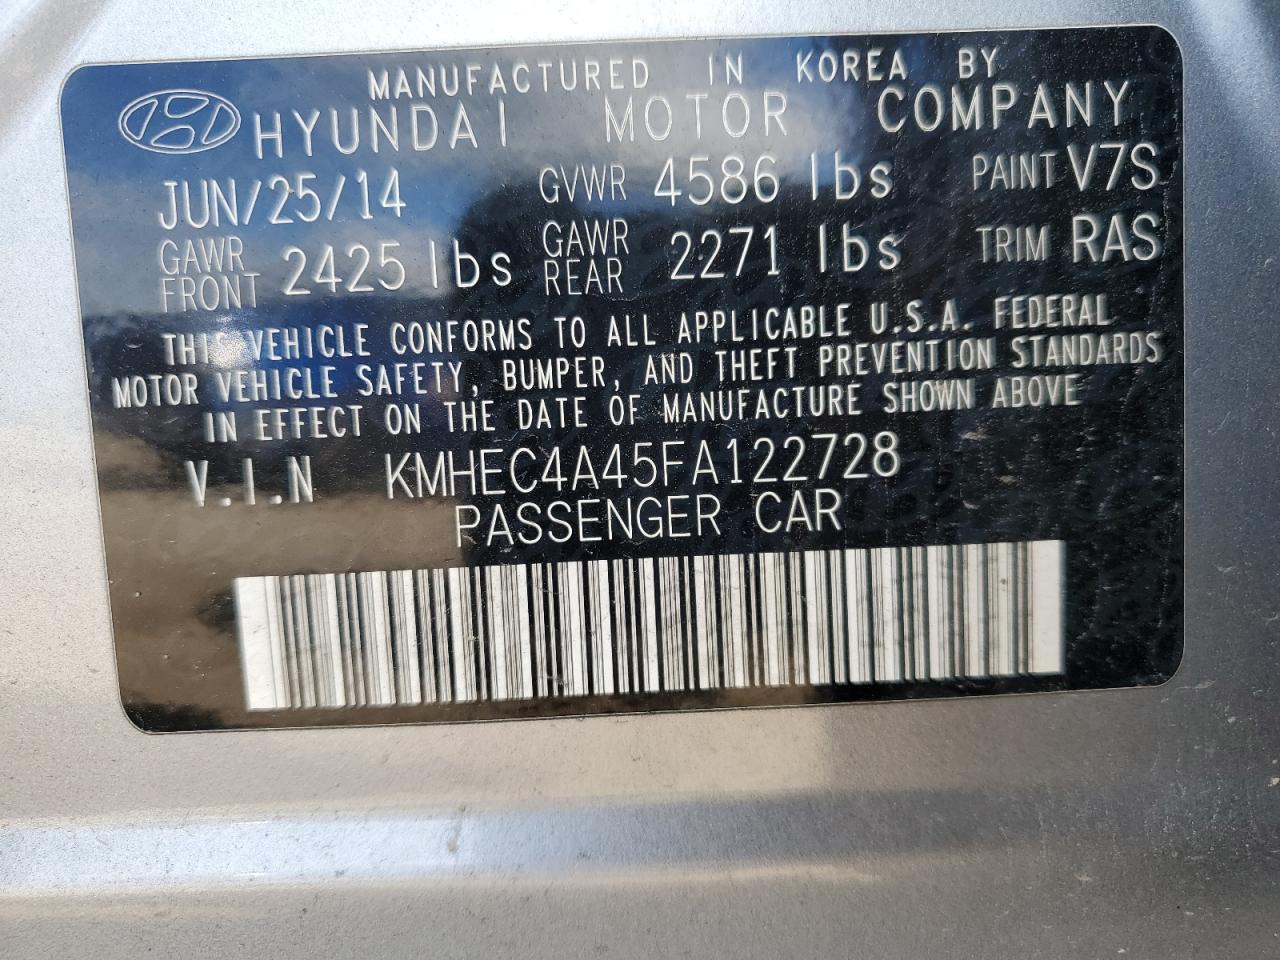 MANUFACTURED IN KOREA BY
HYUNDAI MOTOR COMPANY
JUN/25/14 GVWR 4586 lbs PAINT V7S
GAWR FRONT 2425 lbs GAWR REAR 2271 lbs TRIM RAS
THIS VEHICLE CONFORMS TO ALL APPLICABLE U.S.A. FEDERAL
MOTOR VEHICLE SAFETY, BUMPER, AND THEFT PREVENTION STANDARDS
IN EFFECT ON THE DATE OF MANUFACTURE SHOWN ABOVE
V.I.N KMHEC4A45FA122728
PASSENGER CAR